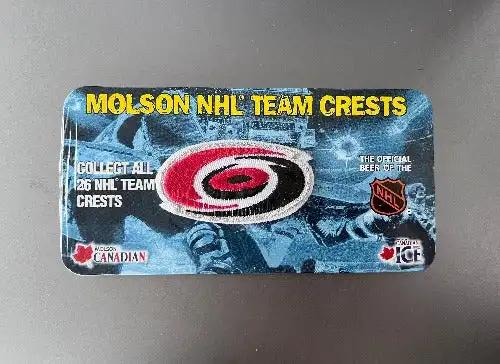 MOLSON NHL® TEAM CRESTS
COLLECT ALL
26 NHL® TEAM
CRESTS
THE OFFICIAL
BEER OF THE
NHL
MOLSON
CANADIAN
CANADIAN
ICE